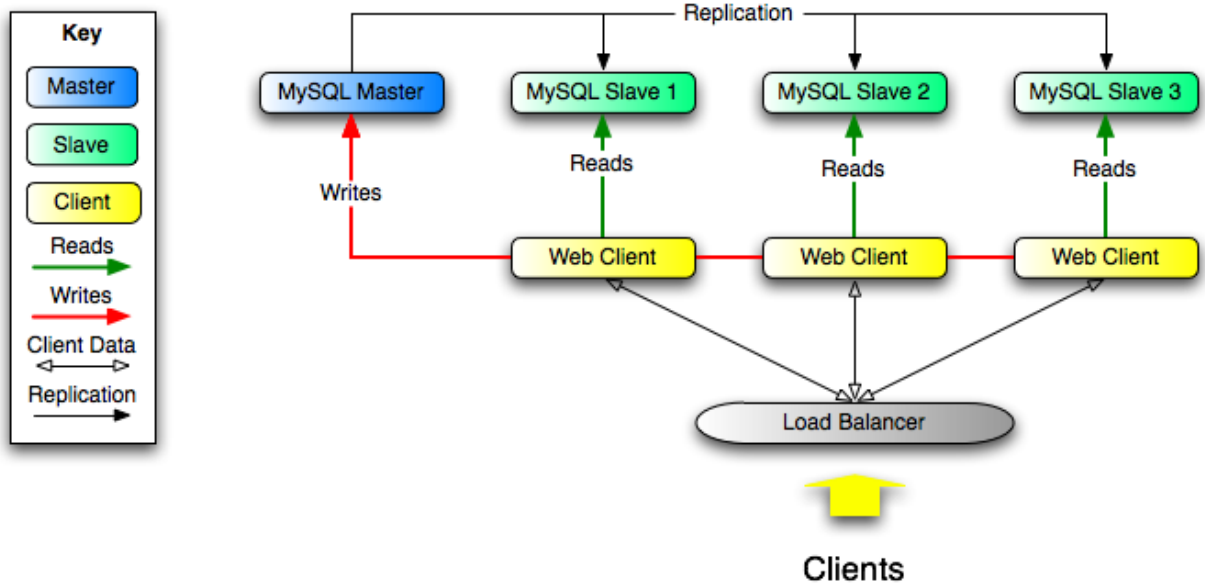 Key
Master
Slave
Client
Reads
Writes
Client Data
Replication
Replication
MySQL Master
MySQL Slave 1
MySQL Slave 2
MySQL Slave 3
Writes
Reads
Reads
Reads
Web Client
Web Client
Web Client
Load Balancer
Clients